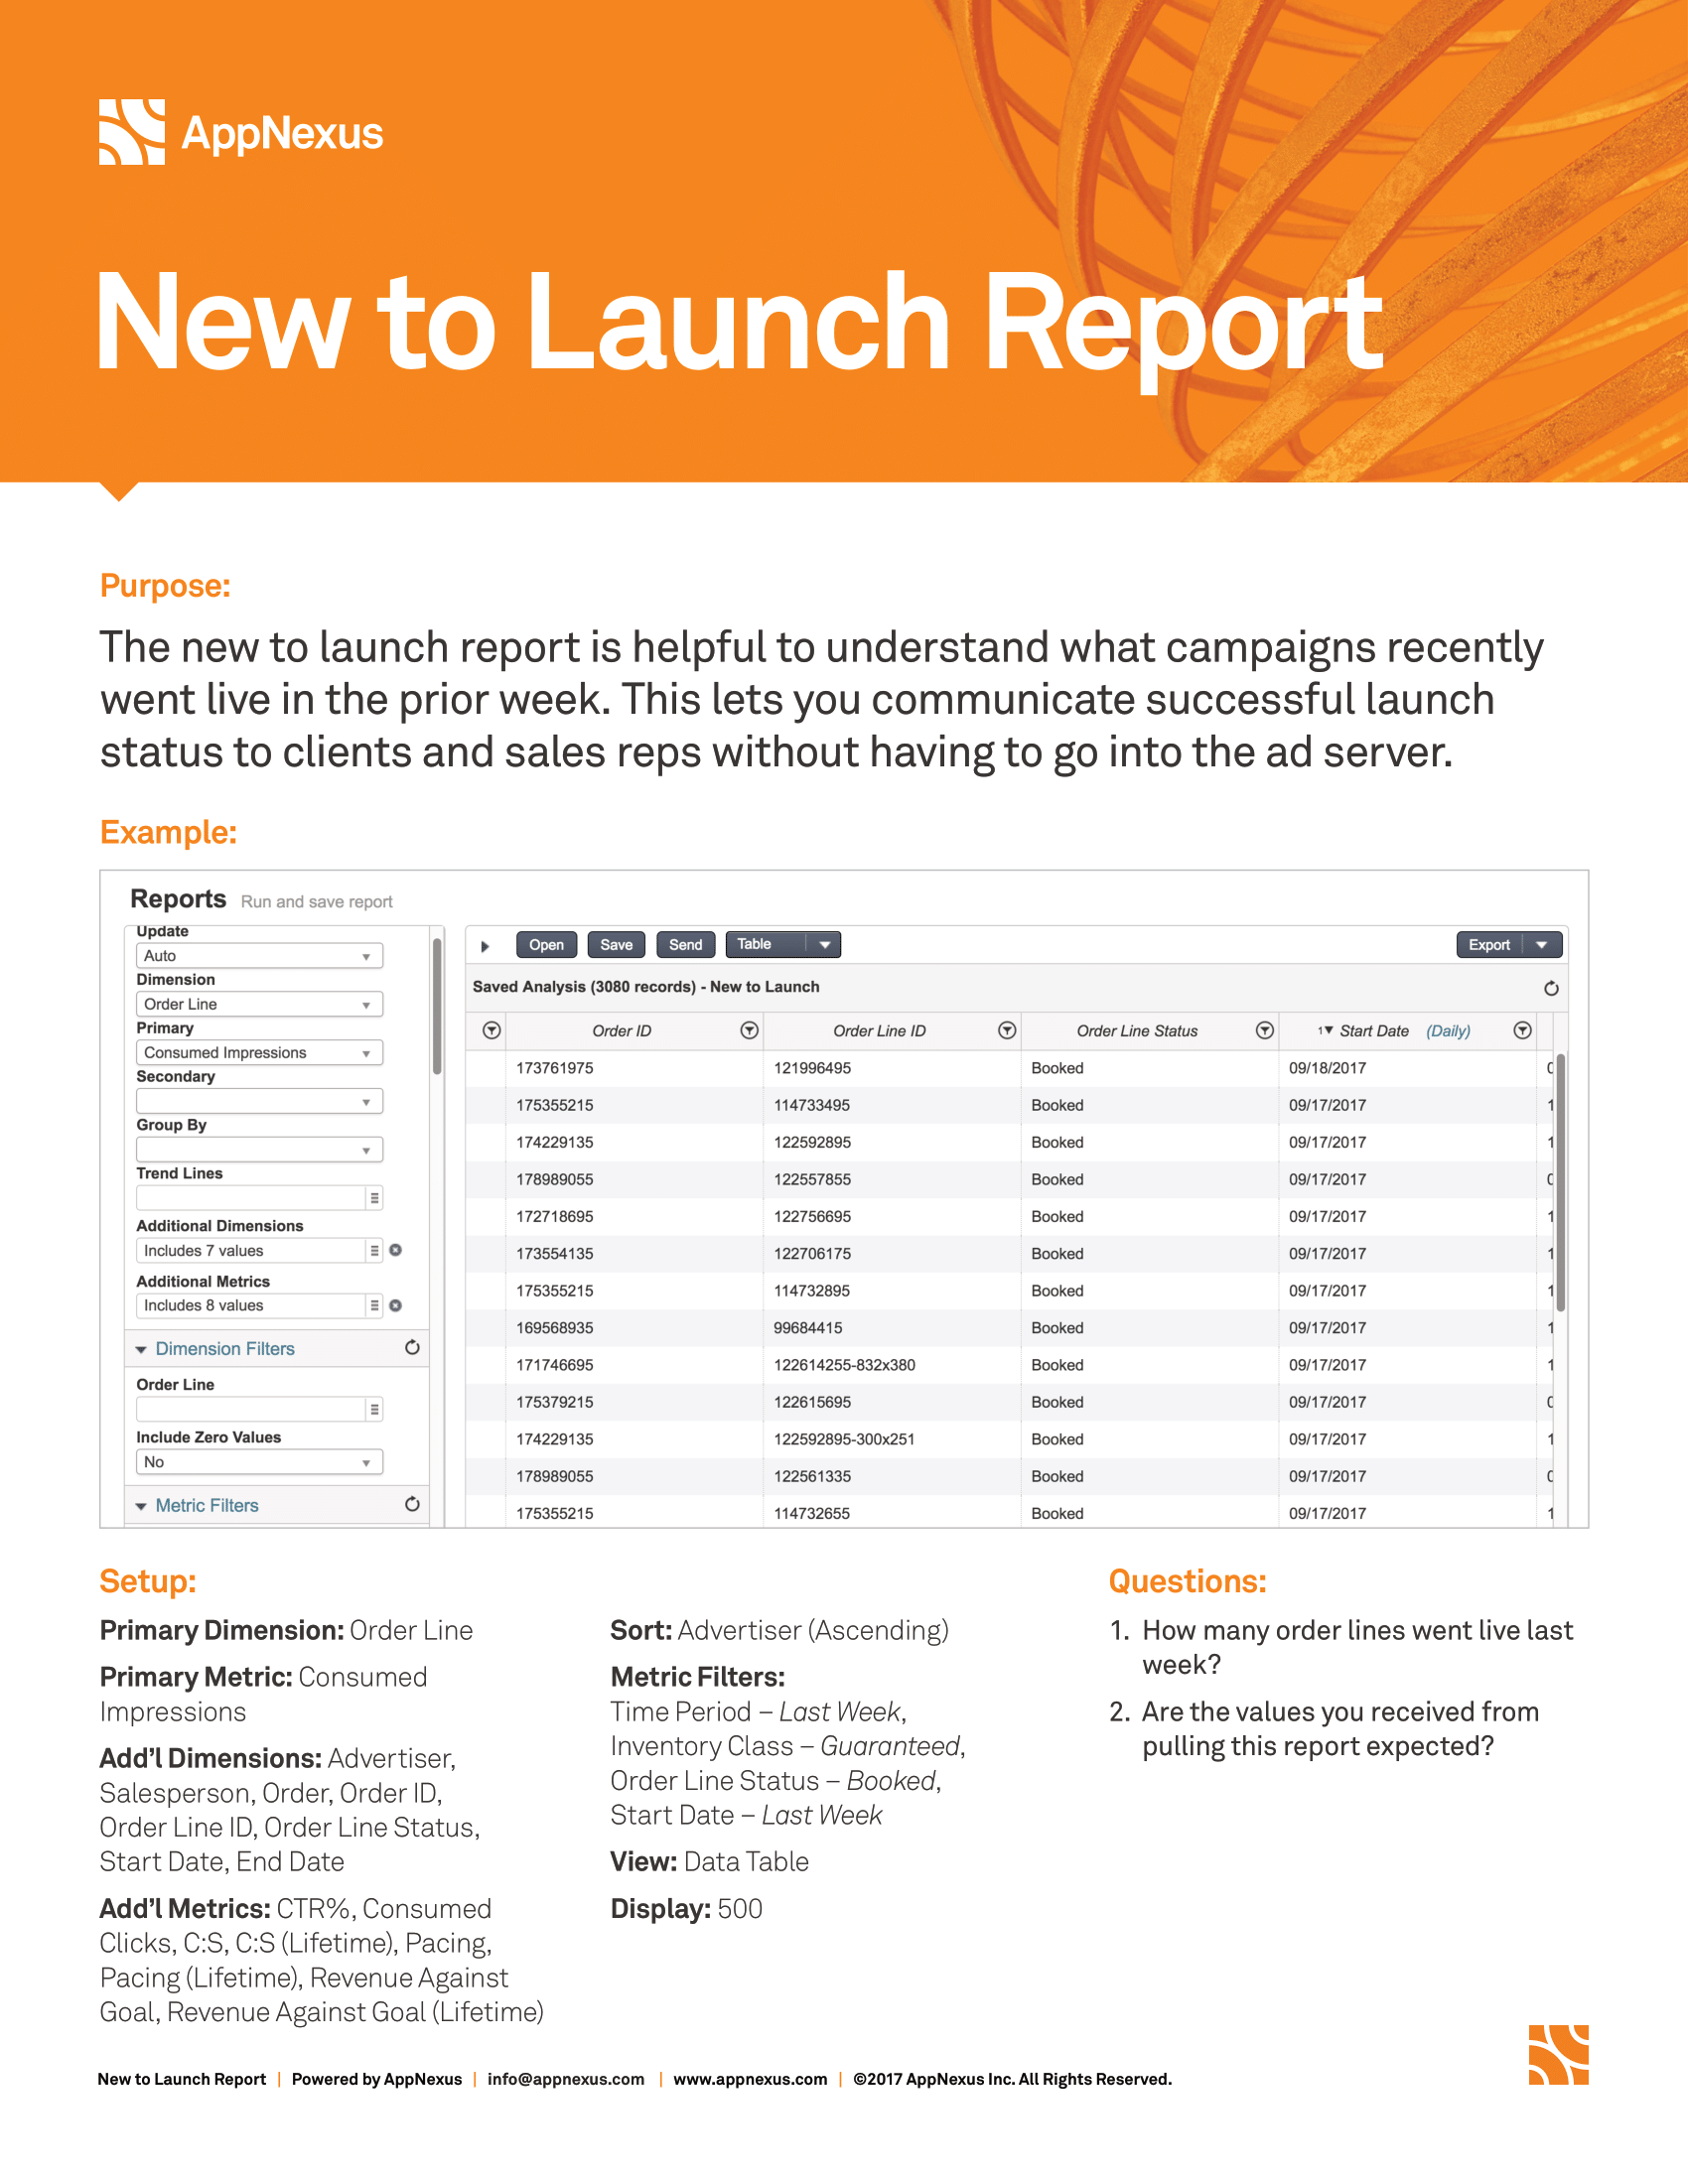 AppNexus
New to Launch Report
Purpose:
The new to launch report is helpful to understand what campaigns recently
went live in the prior week. This lets you communicate successful launch
status to clients and sales reps without having to go into the ad server.
Example:
Reports Run and save report
Update
Auto
Dimension
Order Line
Primary
Consumed Impressions
Secondary
Group By
Trend Lines
Additional Dimensions
Includes 7 values
Additional Metrics
Includes 8 values
Dimension Filters
Order Line
Include Zero Values
No
Metric Filters
Open Save Send Table Export
Saved Analysis (3080 records) - New to Launch
Order ID Order Line ID Order Line Status 1 Start Date (Daily)
173761975 121996495 Booked 09/18/2017
175355215 114733495 Booked 09/17/2017 1
174229135 122592895 Booked 09/17/2017 1
178989055 122557855 Booked 09/17/2017
172718695 122756695 Booked 09/17/2017 1
173554135 122706175 Booked 09/17/2017 1
175355215 114732895 Booked 09/17/2017 1
169568935 99684415 Booked 09/17/2017 1
171746695 122614255-832x380 Booked 09/17/2017 1
175379215 122615695 Booked 09/17/2017
174229135 122592895-300x251 Booked 09/17/2017 1
178989055 122561335 Booked 09/17/2017
175355215 114732655 Booked 09/17/2017 1
Setup:
Primary Dimension: Order Line
Primary Metric: Consumed
Impressions
Add'l Dimensions: Advertiser,
Salesperson, Order, Order ID,
Order Line ID, Order Line Status,
Start Date, End Date
Add'l Metrics: CTR%, Consumed
Clicks, C:S, C:S (Lifetime), Pacing,
Pacing (Lifetime), Revenue Against
Goal, Revenue Against Goal (Lifetime)
Sort: Advertiser (Ascending)
Metric Filters:
Time Period – Last Week,
Inventory Class – Guaranteed,
Order Line Status – Booked,
Start Date – Last Week
View: Data Table
Display: 500
Questions:
1. How many order lines went live last
week?
2. Are the values you received from
pulling this report expected?
New to Launch Report | Powered by AppNexus | info@appnexus.com | www.appnexus.com | ©2017 AppNexus Inc. All Rights Reserved.